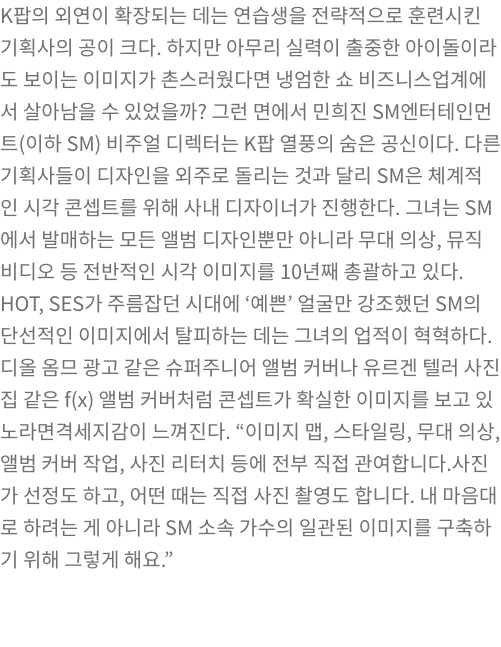 K팝의 외연이 확장되는 데는 연습생을 전략적으로 훈련시킨
기획사의 공이 크다. 하지만 아무리 실력이 출중한 아이돌이라
도 보이는 이미지가 촌스러웠다면 냉엄한 쇼 비즈니스업계에
서 살아남을 수 있었을까? 그런 면에서 민희진 SM엔터테인먼
트(이하 SM) 비주얼 디렉터는 K팝 열풍의 숨은 공신이다. 다른
기획사들이 디자인을 외주로 돌리는 것과 달리 SM은 체계적
인 시각 콘셉트를 위해 사내 디자이너가 진행한다. 그녀는 SM
에서 발매하는 모든 앨범 디자인뿐만 아니라 무대 의상, 뮤직
비디오 등 전반적인 시각 이미지를 10년째 총괄하고 있다.
HOT, SES가 주름잡던 시대에 ‘예쁜’ 얼굴만 강조했던 SM의
단선적인 이미지에서 탈피하는 데는 그녀의 업적이 혁혁하다.
디올 옴므 광고 같은 슈퍼주니어 앨범 커버나 유르겐 텔러 사진
집 같은 f(x) 앨범 커버처럼 콘셉트가 확실한 이미지를 보고 있
노라면격세지감이 느껴진다. “이미지 맵, 스타일링, 무대 의상,
앨범 커버 작업, 사진 리터치 등에 전부 직접 관여합니다.사진
가 선정도 하고, 어떤 때는 직접 사진 촬영도 합니다. 내 마음대
로 하려는 게 아니라 SM 소속 가수의 일관된 이미지를 구축하
기 위해 그렇게 해요.”